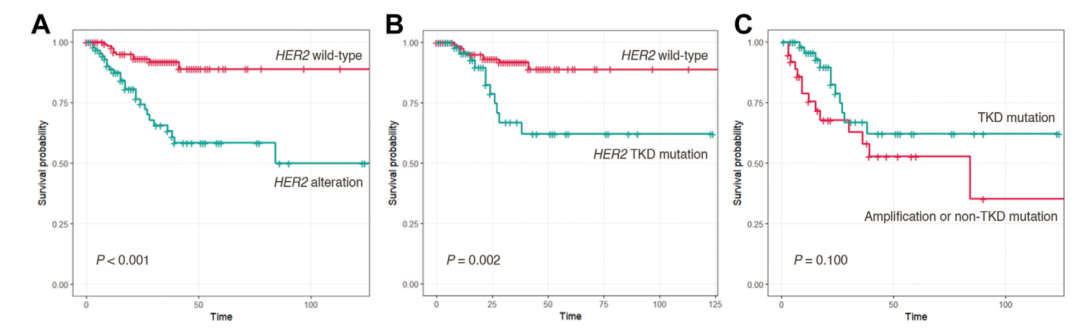 A
Survival probability
1.00
0.75
0.50
0.25
0.00
HER2 wild-type
HER2 alteration
P < 0.001
0
50
100
Time
B
Survival probability
1.00
0.75
0.50
0.25
0.00
HER2 wild-type
HER2 TKD mutation
P = 0.002
0
25
50
75
100
125
Time
C
Survival probability
1.00
0.75
0.50
0.25
0.00
TKD mutation
Amplification or non-TKD mutation
P = 0.100
0
50
100
Time